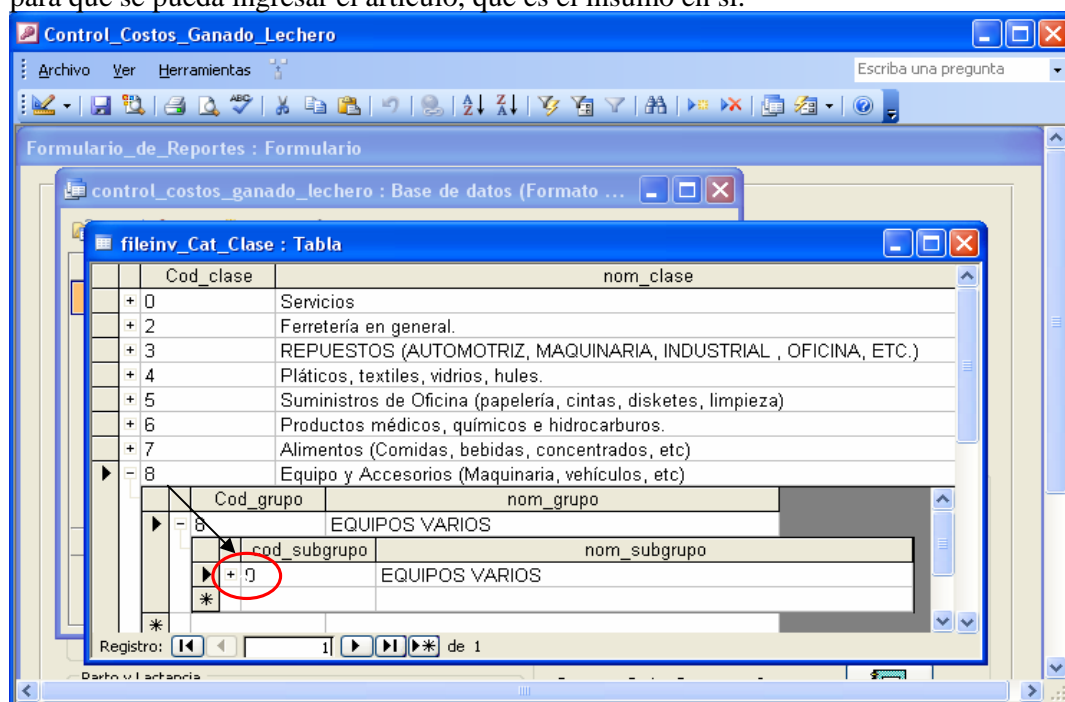 para que se pueda ingresar el artículo, que es el insumo en sí.
Control_Costos_Ganado_Lechero
Archivo Ver Herramientas Escriba una pregunta
Formulario_de_Reportes : Formulario
control_costos_ganado_lechero : Base de datos (Formato ...
fileinv_Cat_Clase : Tabla
Cod_clase nom_clase
0 Servicios
2 Ferretería en general.
3 REPUESTOS (AUTOMOTRIZ, MAQUINARIA, INDUSTRIAL , OFICINA, ETC.)
4 Pláticos, textiles, vidrios, hules.
5 Suministros de Oficina (papelería, cintas, disketes, limpieza)
6 Productos médicos, químicos e hidrocarburos.
7 Alimentos (Comidas, bebidas, concentrados, etc)
8 Equipo y Accesorios (Maquinaria, vehículos, etc)
Cod_grupo nom_grupo
8 EQUIPOS VARIOS
cod_subgrupo nom_subgrupo
EQUIPOS VARIOS
Registro: 1 de 1
Parto y Lactancia